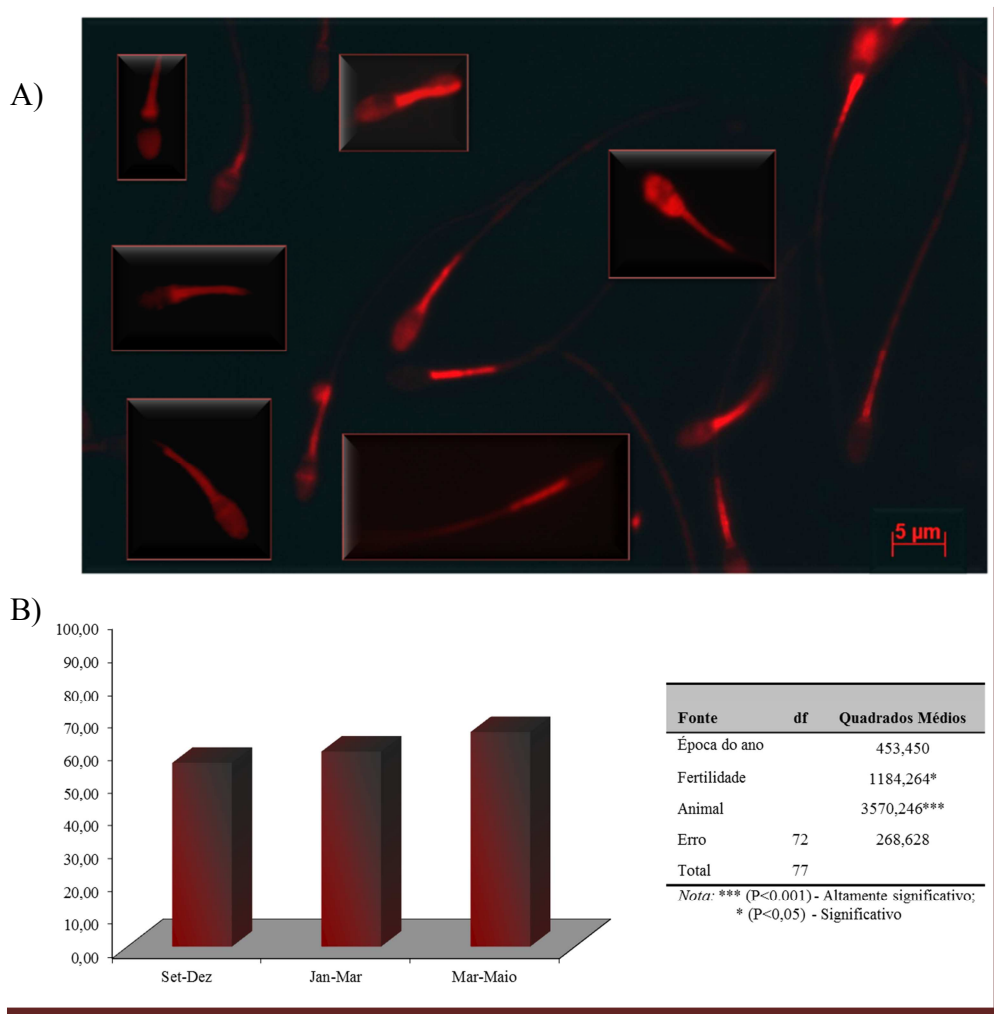 A)
5 µm
B)
100,00
90,00
80,00
70,00
60,00
50,00
40,00
30,00
20,00
10,00
0,00
Set-Dez Jan-Mar Mar-Maio
Fonte df Quadrados Médios
Época do ano 453,450
Fertilidade 1184,264*
Animal 3570,246***
Erro 72 268,628
Total 77
Nota: *** (P<0.001) - Altamente significativo;
* (P<0,05) - Significativo